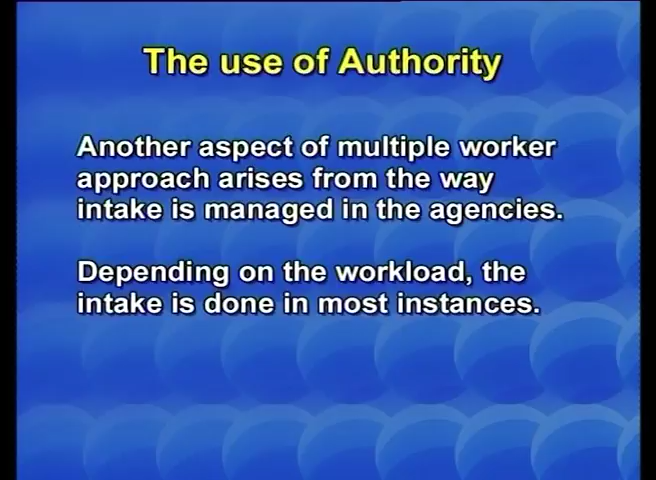 The use of Authority
Another aspect of multiple worker
approach arises from the way
intake is managed in the agencies.
Depending on the workload, the
intake is done in most instances.